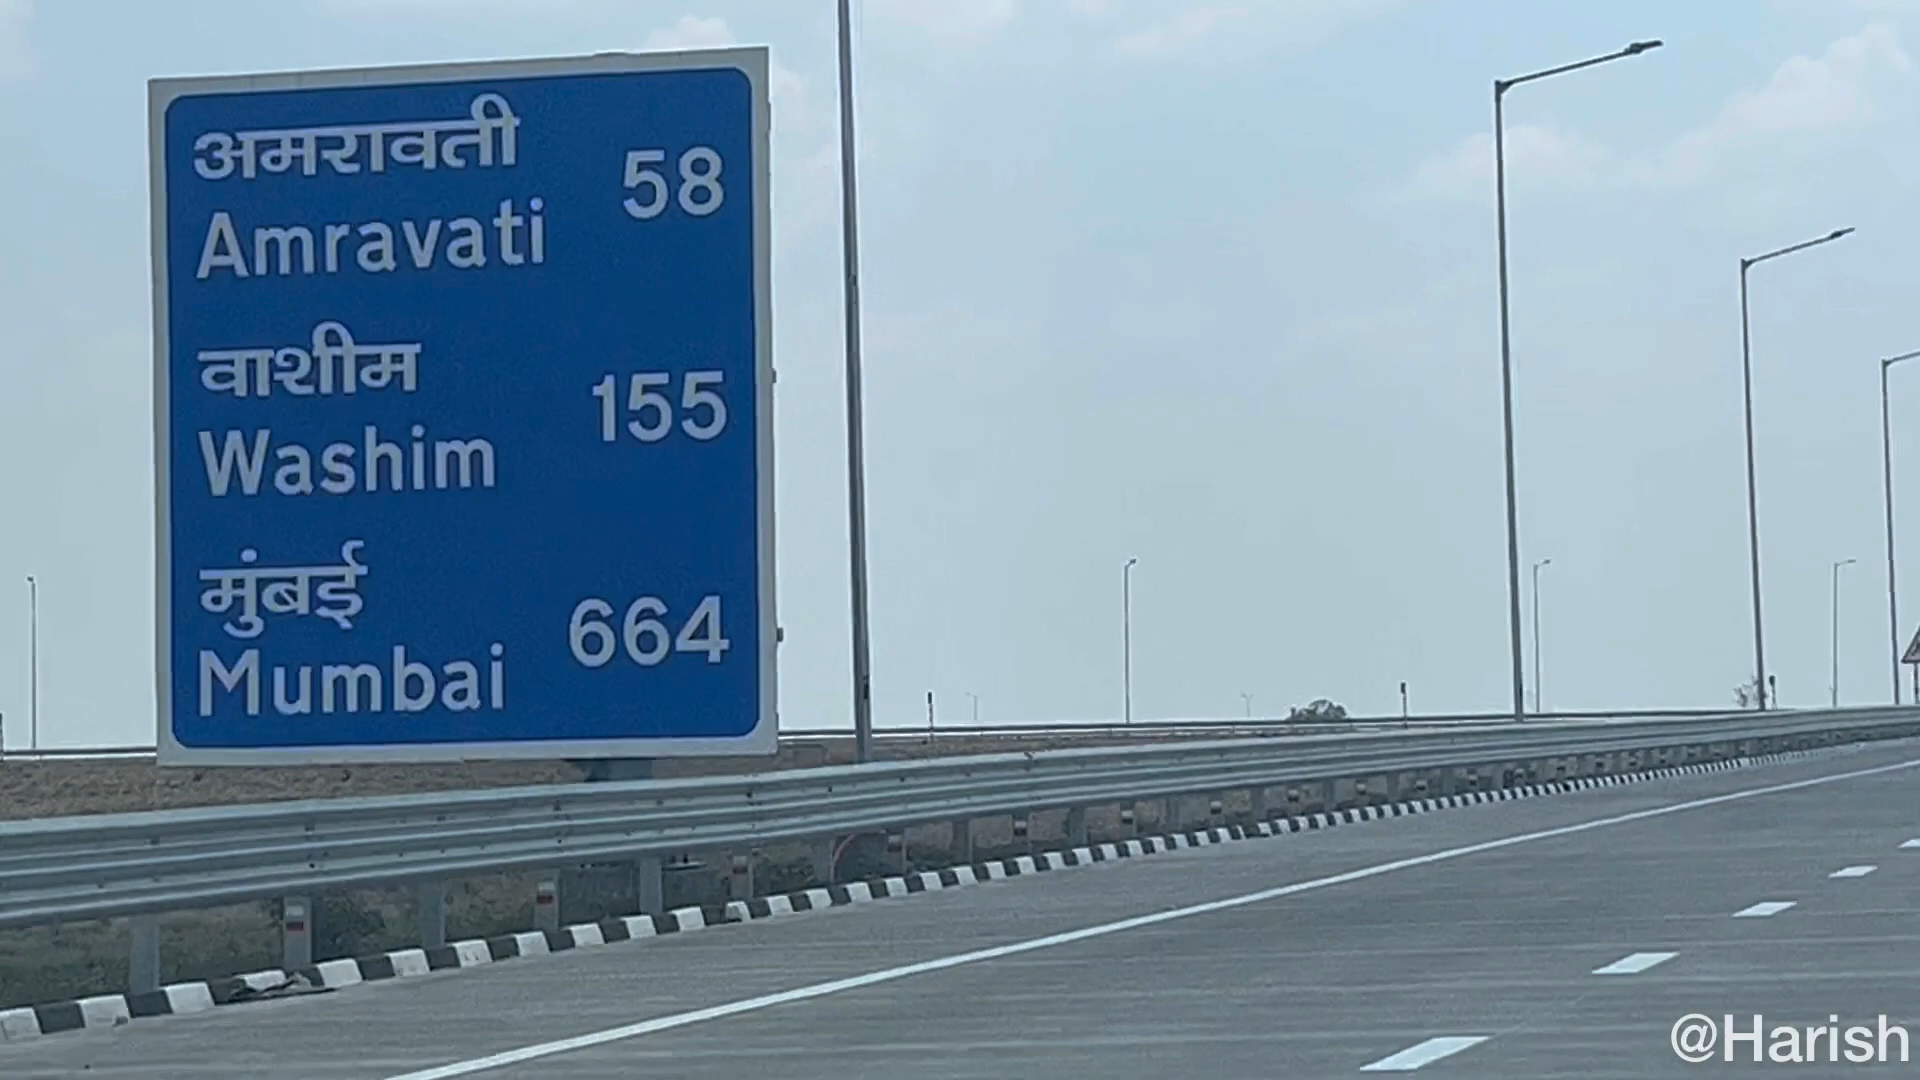 अमरावती
Amravati 58
वाशीम
Washim 155
मुंबई
Mumbai 664
@Harish